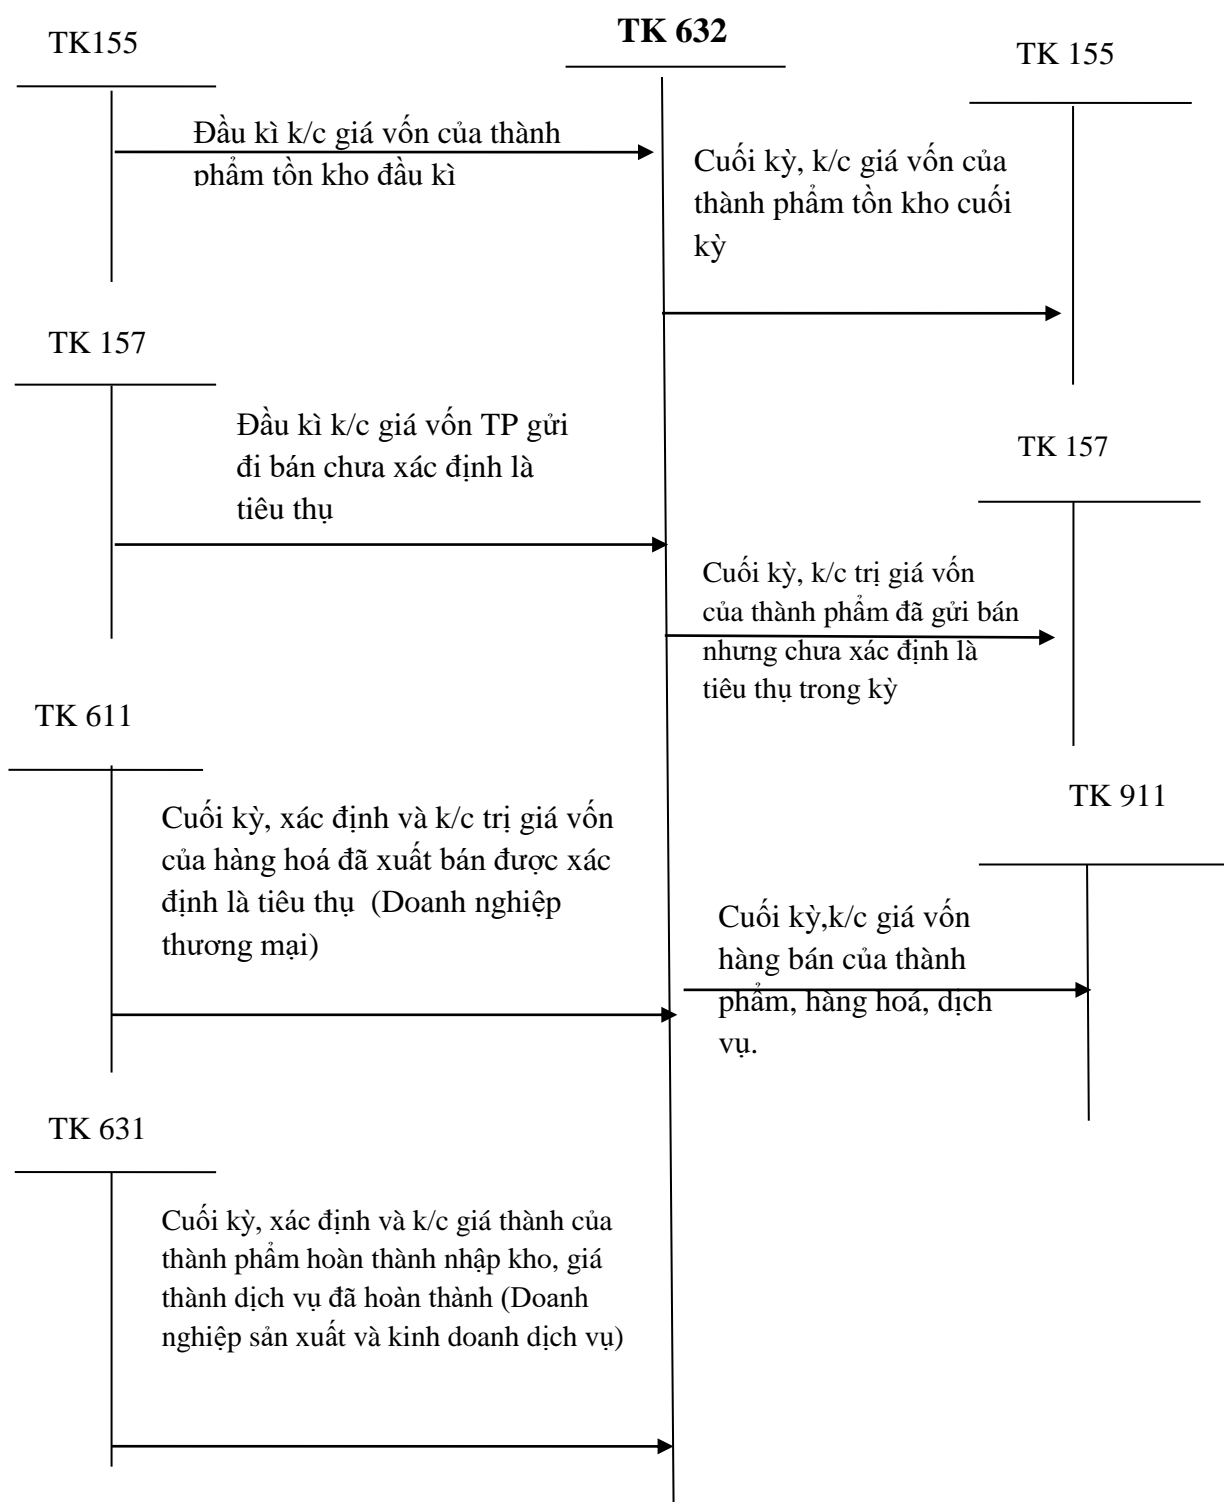 TK155
TK 632
TK 155
Đầu kì k/c giá vốn của thành
phẩm tồn kho đầu kì
Cuối kỳ, k/c giá vốn của
thành phẩm tồn kho cuối
kỳ
TK 157
Đầu kì k/c giá vốn TP gửi
đi bán chưa xác định là
tiêu thụ
TK 157
Cuối kỳ, k/c trị giá vốn
của thành phẩm đã gửi bán
nhưng chưa xác định là
tiêu thụ trong kỳ
TK 611
Cuối kỳ, xác định và k/c trị giá vốn
của hàng hoá đã xuất bán được xác
định là tiêu thụ (Doanh nghiệp
thương mại)
TK 911
Cuối kỳ,k/c giá vốn
hàng bán của thành
phẩm, hàng hoá, dịch
vụ.
TK 631
Cuối kỳ, xác định và k/c giá thành của
thành phẩm hoàn thành nhập kho, giá
thành dịch vụ đã hoàn thành (Doanh
nghiệp sản xuất và kinh doanh dịch vụ)